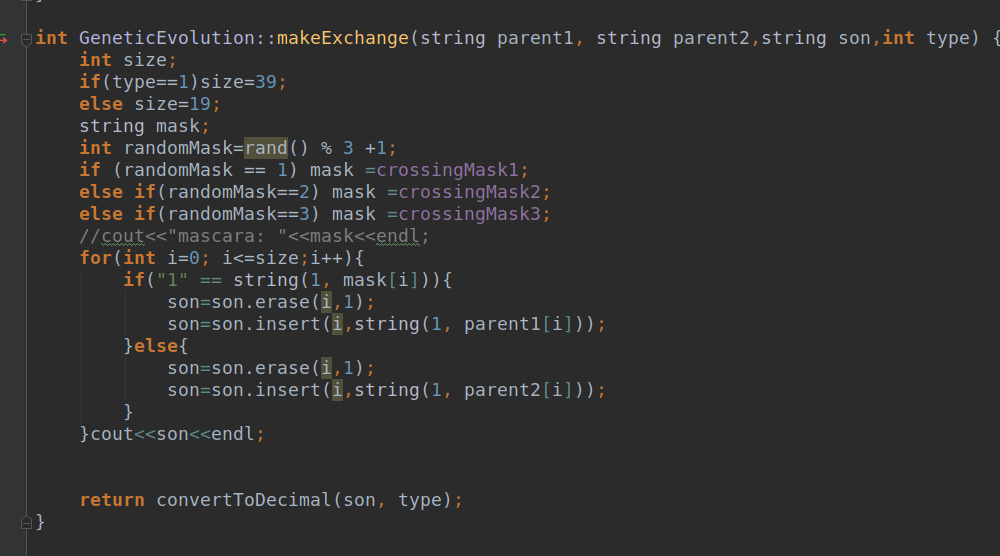 int GeneticEvolution::makeExchange(string parent1, string parent2,string son,int type) {
    int size;
    if(type==1)size=39;
    else size=19;
    string mask;
    int randomMask=rand() % 3 +1;
    if (randomMask == 1) mask =crossingMask1;
    else if(randomMask==2) mask =crossingMask2;
    else if(randomMask==3) mask =crossingMask3;
    //cout<<"mascara: "<<mask<<endl;
    for(int i=0; i<=size;i++){
        if("1" == string(1, mask[i])){
            son=son.erase(i,1);
            son=son.insert(i,string(1, parent1[i]));
        }else{
            son=son.erase(i,1);
            son=son.insert(i,string(1, parent2[i]));
        }
    }cout<<son<<endl;
    return convertToDecimal(son, type);
}